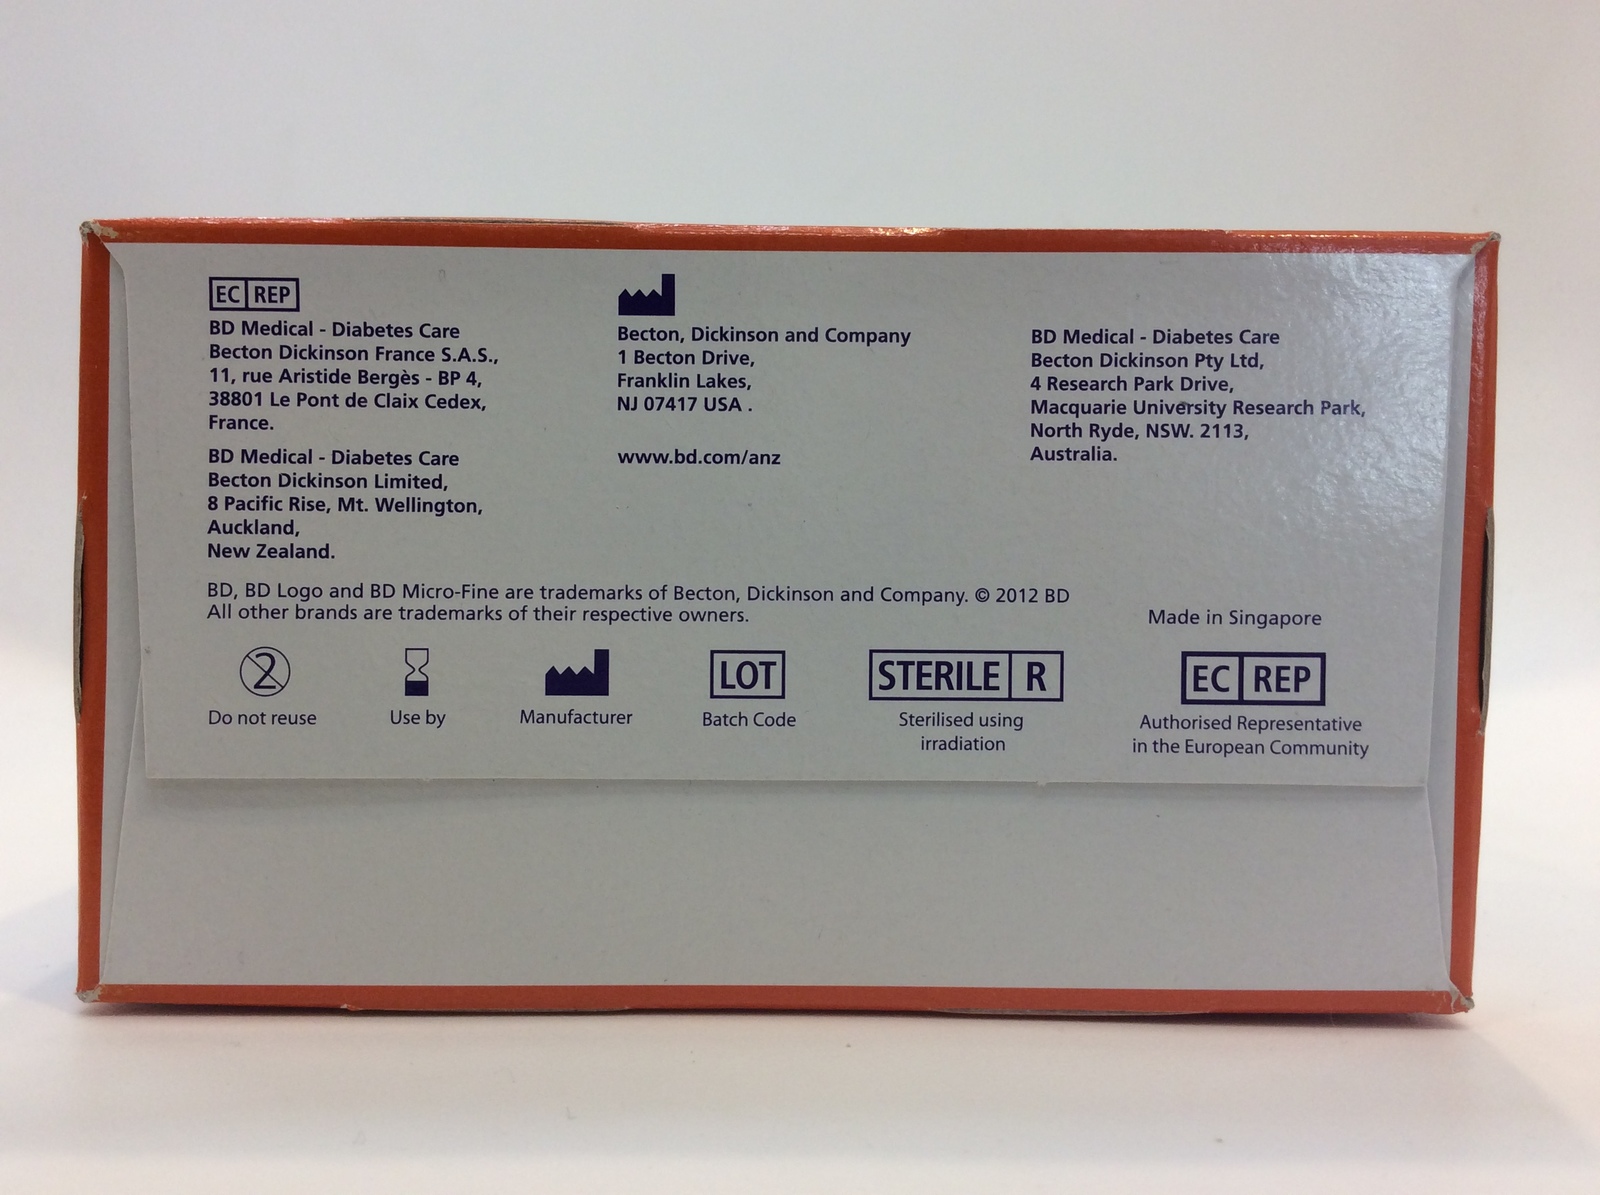 EC REP
BD Medical - Diabetes Care
Becton Dickinson France S.A.S.,
11, rue Aristide Bergès - BP 4,
38801 Le Pont de Claix Cedex,
France.
BD Medical - Diabetes Care
Becton Dickinson Limited,
8 Pacific Rise, Mt. Wellington,
Auckland,
New Zealand.
Becton, Dickinson and Company
1 Becton Drive,
Franklin Lakes,
NJ 07417 USA .
www.bd.com/anz
BD Medical - Diabetes Care
Becton Dickinson Pty Ltd,
4 Research Park Drive,
Macquarie University Research Park,
North Ryde, NSW. 2113,
Australia.
BD, BD Logo and BD Micro-Fine are trademarks of Becton, Dickinson and Company. © 2012 BD
All other brands are trademarks of their respective owners.
Made in Singapore
2
Do not reuse
Use by
Manufacturer
LOT
Batch Code
STERILE R
Sterilised using
irradiation
EC REP
Authorised Representative
in the European Community